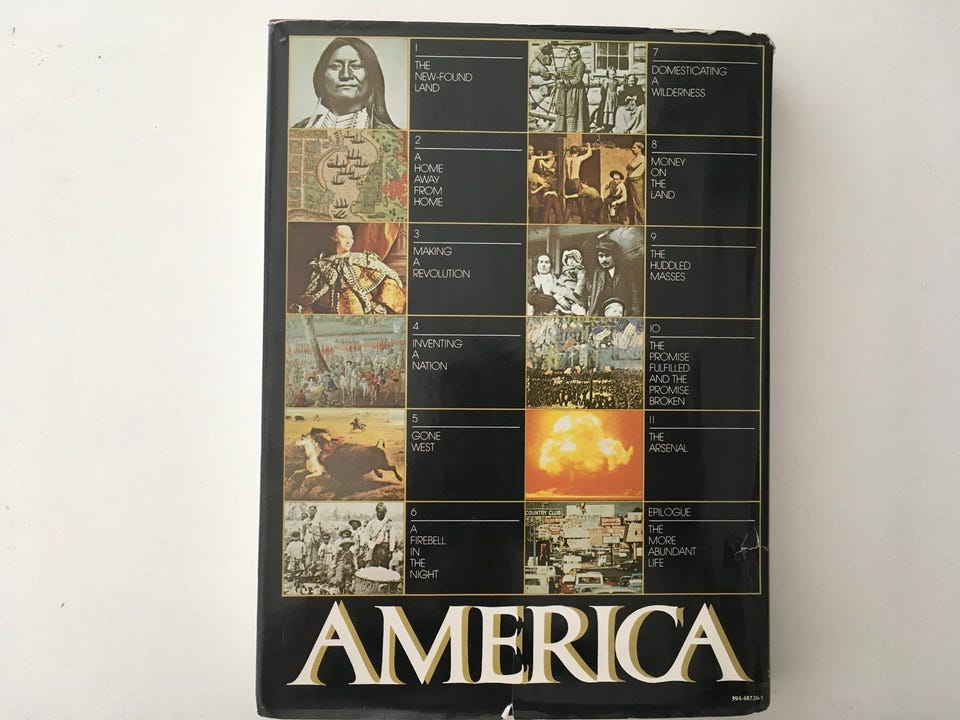 1
THE
NEW-FOUND
LAND
2
A
HOME
AWAY
FROM
HOME
3
MAKING
A
REVOLUTION
4
INVENTING
A
NATION
5
GONE
WEST
6
A
FIREBELL
IN
THE
NIGHT
7
DOMESTICATING
A
WILDERNESS
8
MONEY
ON
THE
LAND
9
THE
HUDDLED
MASSES
10
THE
PROMISE
FULFILLED
AND THE
PROMISE
BROKEN
11
THE
ARSENAL
COUNTRY CLUB
EPILOGUE
THE
MORE
ABUNDANT
LIFE
AMERICA
394-48726-5